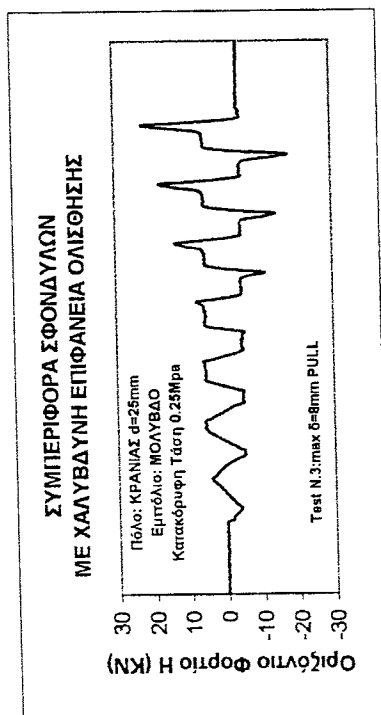 ΣΥΜΠΕΡΙΦΟΡΑ ΣΦΟΝΔΥΛΩΝ
ΜΕ ΧΑΛΥΒΔΥΝΗ ΕΠΙΦΑΝΕΙΑ ΟΛΙΣΘΗΣΗΣ
Πόλο: ΚΡΑΝΙΑΣ d=25mm
Εμπόλιο: ΜΟΛΥΒΔΟ
Κατακόρυφη Τάση 0.25Mpa
Test N.3:max δ=8mm PULL
Οριζόντιο Φορτίο Η (KN)
30
20
10
0
-10
-20
-30